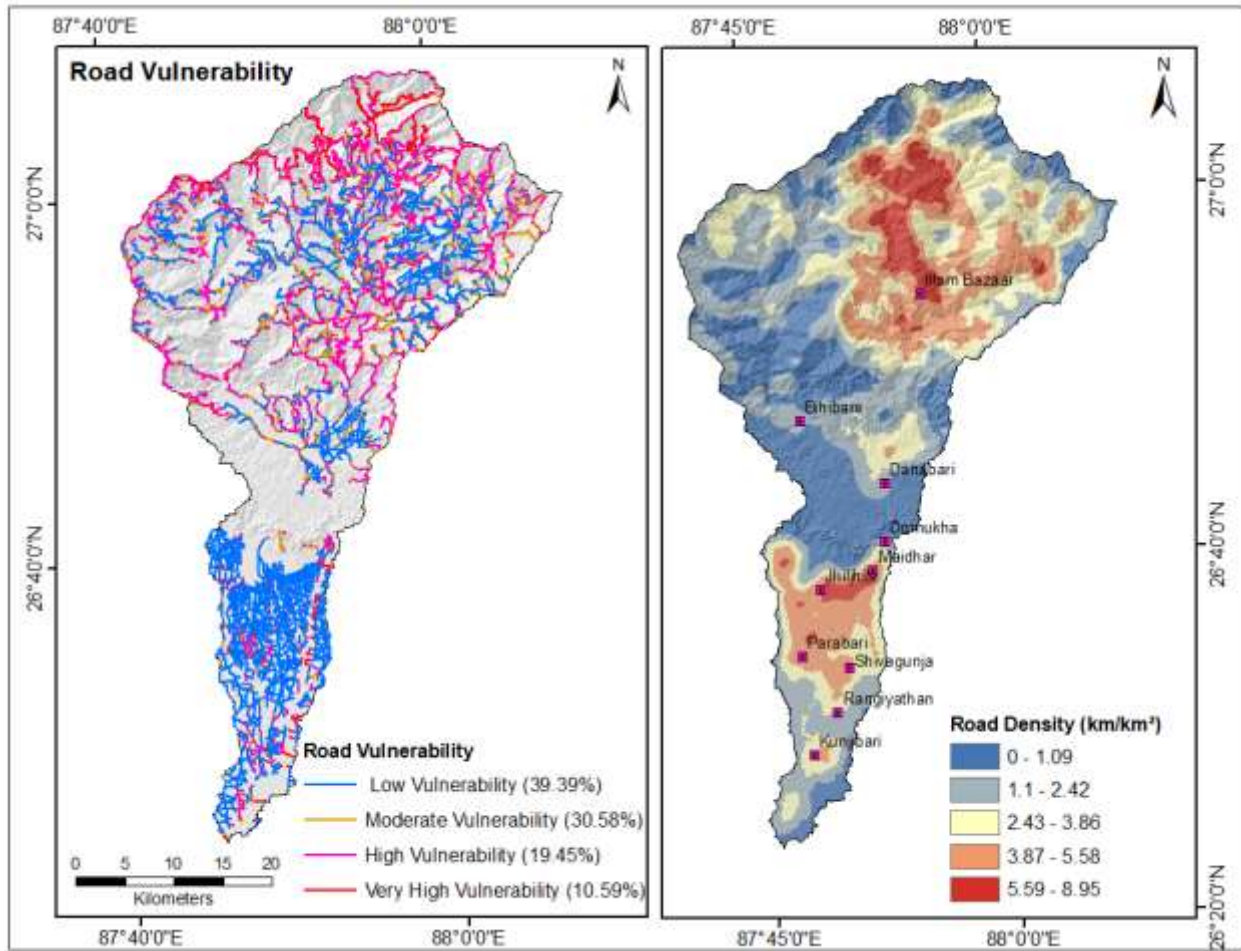 87°40'0"E 88°0'0"E
Road Vulnerability
N
27°0'0"N
26°40'0"N
Road Vulnerability
Low Vulnerability (39.39%)
Moderate Vulnerability (30.58%)
High Vulnerability (19.45%)
Very High Vulnerability (10.59%)
0 5 10 15 20
Kilometers
87°40'0"E 88°0'0"E
87°45'0"E 88°0'0"E
N
27°0'0"N
Illam Bazaar
Danabari
26°40'0"N
Maidhar
Parabari
Shivagunja
Rangiyathan
Kunjibari
Road Density (km/km²)
0 - 1.09
1.1 - 2.42
2.43 - 3.86
3.87 - 5.58
5.59 - 8.95
26°20'0"N
87°45'0"E 88°0'0"E